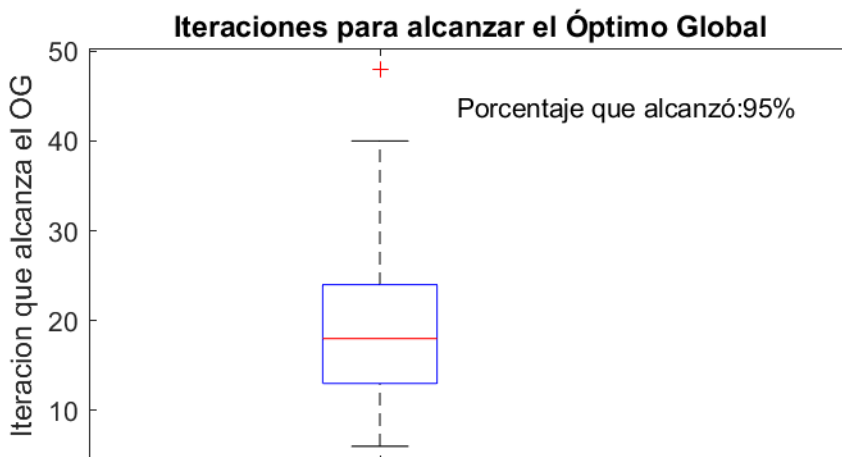 Iteraciones para alcanzar el Óptimo Global
50
Porcentaje que alcanzó:95%
40
30
20
10
Iteracion que alcanza el OG